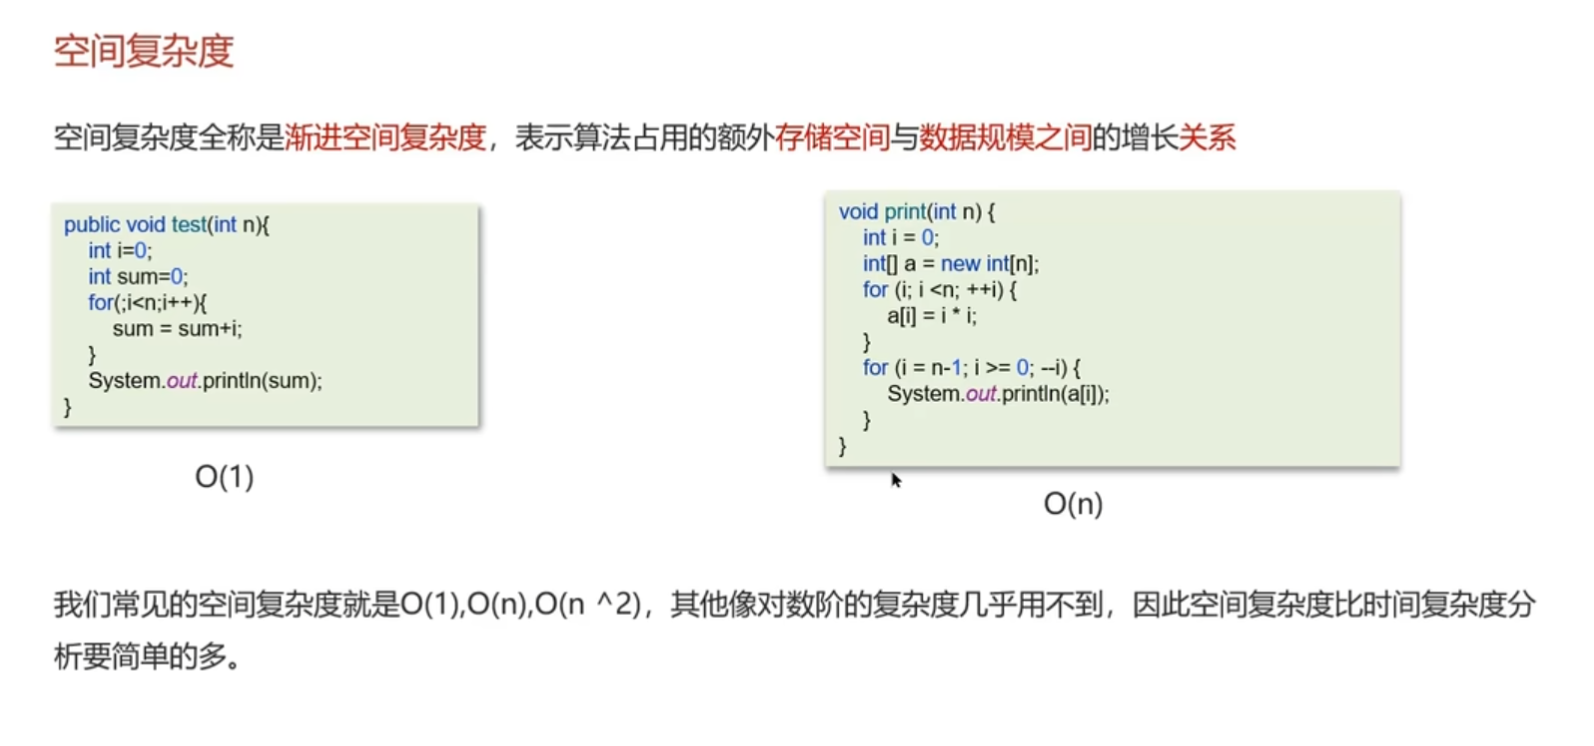 空间复杂度
空间复杂度全称是渐进空间复杂度，表示算法占用的额外存储空间与数据规模之间的增长关系
public void test(int n){
int i=0;
int sum=0;
for(;i<n;i++){
sum = sum+i;
}
System.out.println(sum);
}
O(1)
void print(int n) {
int i = 0;
int[] a = new int[n];
for (i; i <n; ++i) {
a[i] = i * i;
}
for (i = n-1; i >= 0; --i) {
System.out.println(a[i]);
}
}
O(n)
我们常见的空间复杂度就是O(1),O(n),O(n ^2)，其他像对数阶的复杂度几乎用不到，因此空间复杂度比时间复杂度分
析要简单的多。